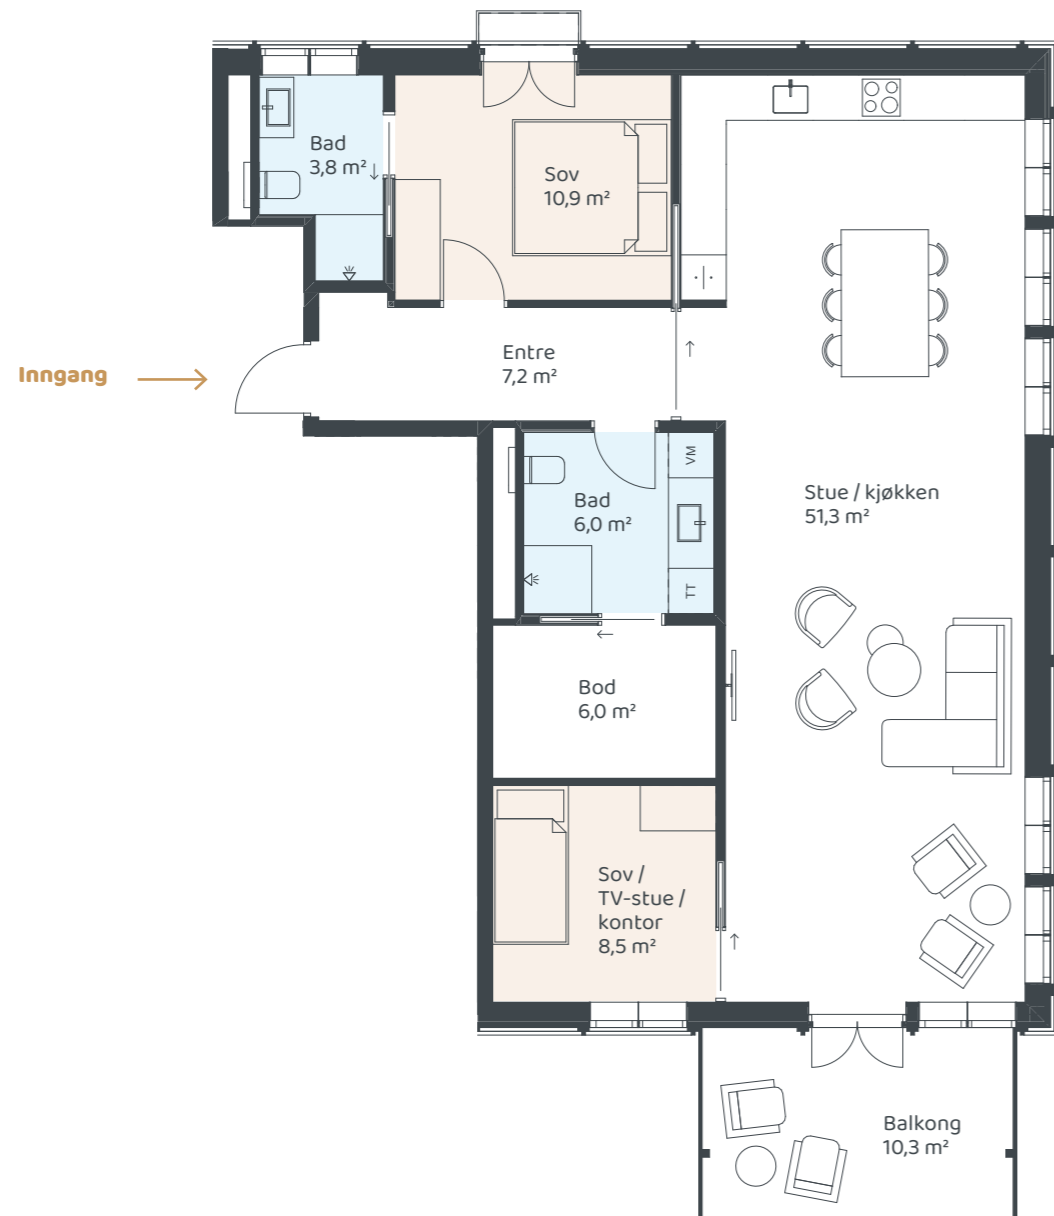 Bad
3,8 m²
Sov
10,9 m²
Inngang
Entre
7,2 m²
VM
Bad
6,0 m²
TT
Stue / kjøkken
51,3 m²
Bod
6,0 m²
Sov /
TV-stue /
kontor
8,5 m²
Balkong
10,3 m²